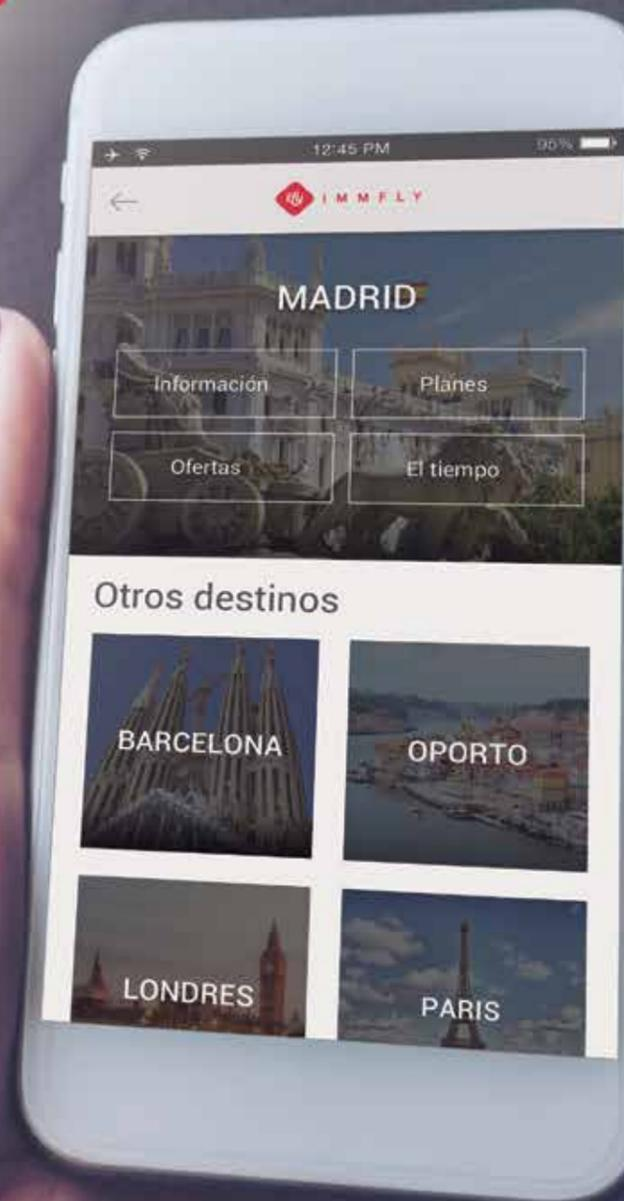 12:45 PM 95%
IMMFLY
MADRID
Información Planes
Ofertas El tiempo
Otros destinos
BARCELONA OPORTO
LONDRES PARIS